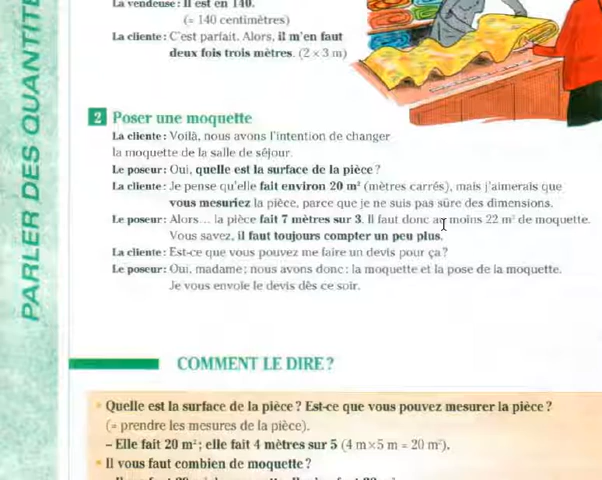 PARLER DES QUANTITÉ
La vendeuse : Il est en 140.
(= 140 centimètres)
La cliente : C'est parfait. Alors, il m'en faut
deux fois trois mètres. (2 × 3 m)
2 Poser une moquette
La cliente : Voilà, nous avons l'intention de changer
la moquette de la salle de séjour.
Le poseur : Oui, quelle est la surface de la pièce ?
La cliente : Je pense qu'elle fait environ 20 m² (mètres carrés), mais j'aimerais que
vous mesuriez la pièce, parce que je ne suis pas sûre des dimensions.
Le poseur : Alors... la pièce fait 7 mètres sur 3. Il faut donc au moins 22 m² de moquette.
Vous savez, il faut toujours compter un peu plus.
La cliente : Est-ce que vous pouvez me faire un devis pour ça ?
Le poseur : Oui, madame ; nous avons donc : la moquette et la pose de la moquette.
Je vous envoie le devis dès ce soir.
COMMENT LE DIRE ?
• Quelle est la surface de la pièce ? Est-ce que vous pouvez mesurer la pièce ?
(= prendre les mesures de la pièce).
– Elle fait 20 m² ; elle fait 4 mètres sur 5 (4 m×5 m = 20 m²).
• Il vous faut combien de moquette ?